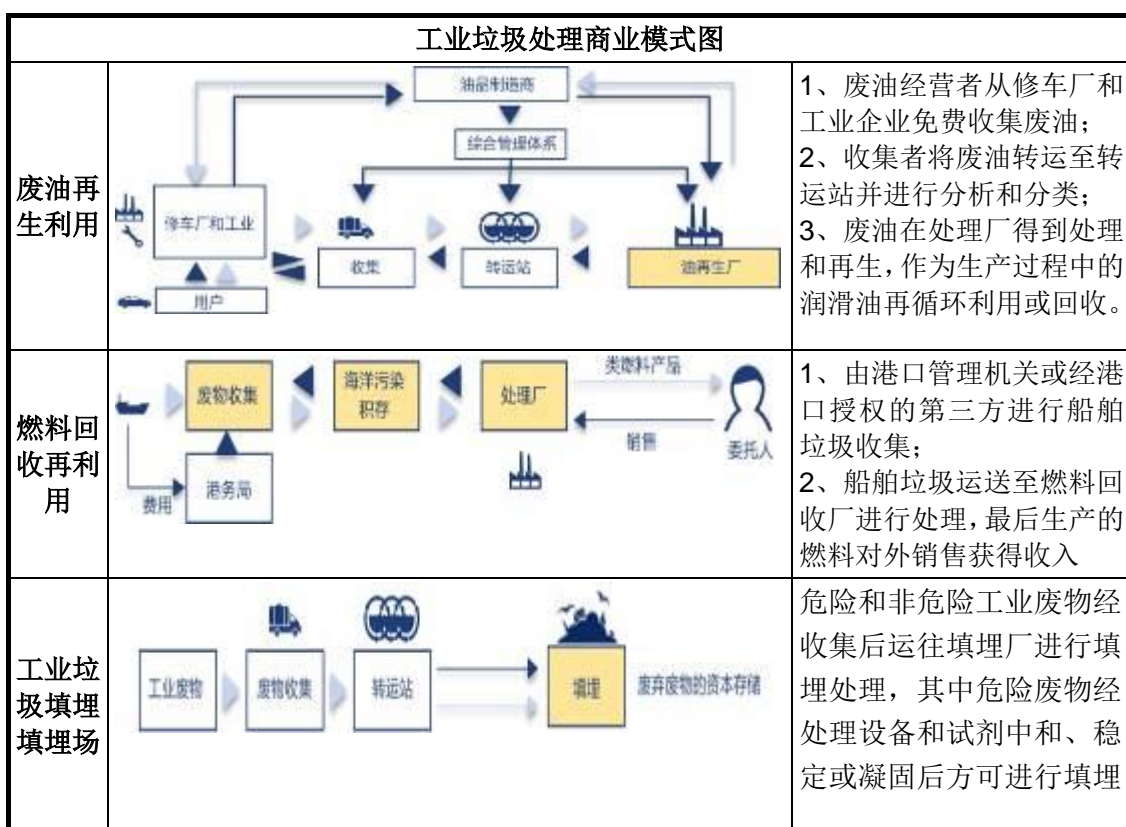 工业垃圾处理商业模式图
废油再
生利用
油品制造商
综合管理体系
修车厂和工业
收集
转运站
油再生厂
用户
1、废油经营者从修车厂和
工业企业免费收集废油；
2、收集者将废油转运至转
运站并进行分析和分类；
3、废油在处理厂得到处理
和再生，作为生产过程中的
润滑油再循环利用或回收。
燃料回
收再利
用
废物收集
海洋污染
积存
处理厂
类燃料产品
销售
委托人
港务局
费用
1、由港口管理机关或经港
口授权的第三方进行船舶
垃圾收集；
2、船舶垃圾运送至燃料回
收厂进行处理，最后生产的
燃料对外销售获得收入
工业垃
圾填埋
填埋场
工业废物
废物收集
转运站
填埋
废弃废物的资本存储
危险和非危险工业废物经
收集后运往填埋厂进行填
埋处理，其中危险废物经
处理设备和试剂中和、稳
定或凝固后方可进行填埋